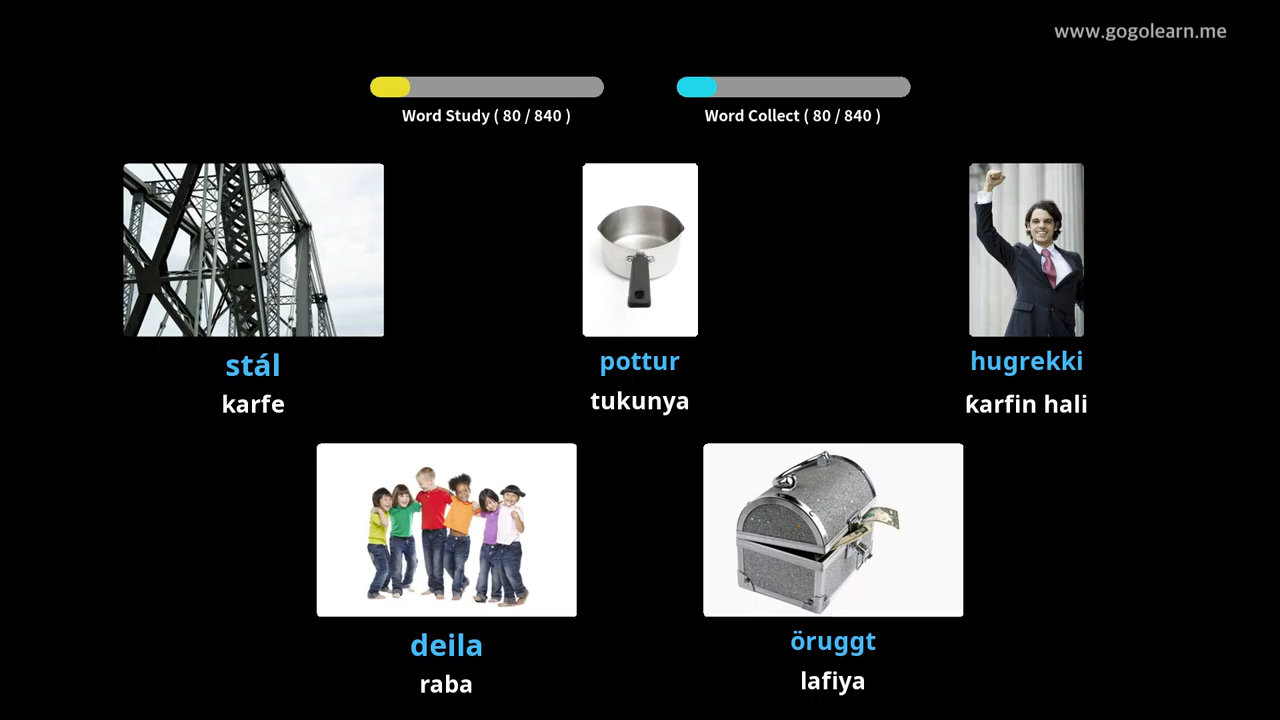 www.gogolearn.me
Word Study ( 80 / 840 )
Word Collect ( 80 / 840 )
stál
karfe
pottur
tukunya
hugrekki
ƙarfin hali
deila
raba
öruggt
lafiya